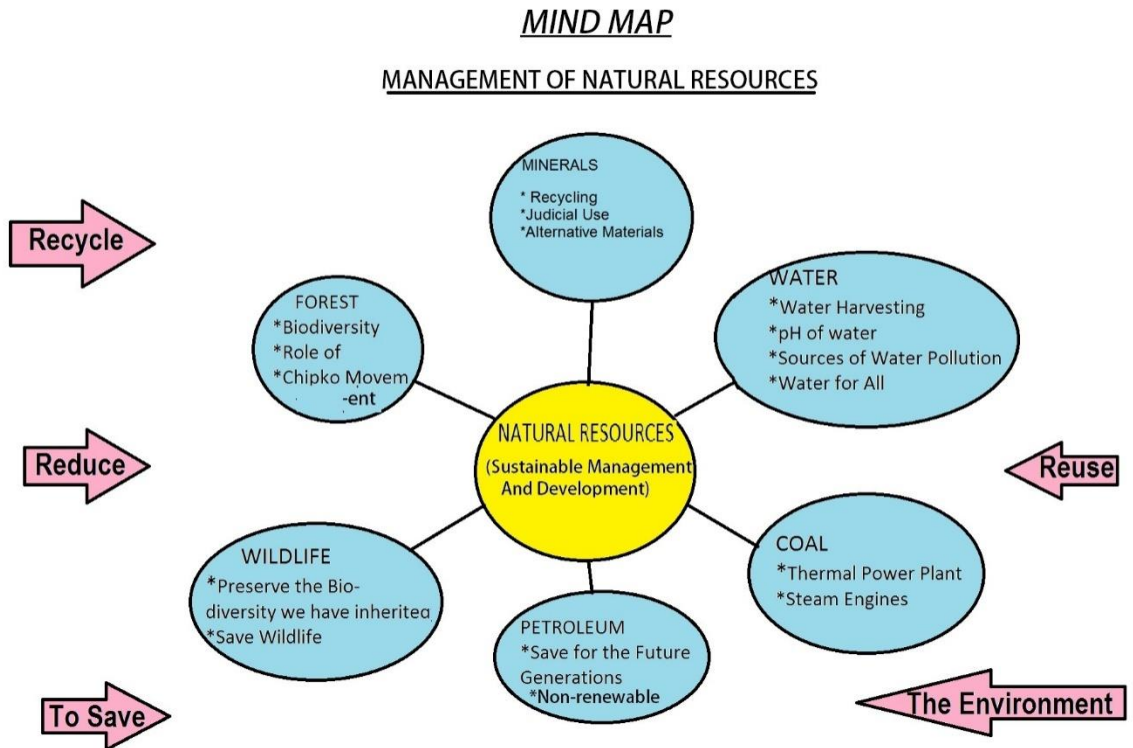 MIND MAP
MANAGEMENT OF NATURAL RESOURCES
MINERALS
* Recycling
*Judicial Use
*Alternative Materials
Recycle
FOREST
*Biodiversity
*Role of
*Chipko Movem
-ent
WATER
*Water Harvesting
*pH of water
*Sources of Water Pollution
*Water for All
NATURAL RESOURCES
(Sustainable Management
And Development)
Reduce
Reuse
WILDLIFE
*Preserve the Bio-
diversity we have inherited
*Save Wildlife
COAL
*Thermal Power Plant
*Steam Engines
PETROLEUM
*Save for the Future
Generations
*Non-renewable
To Save
The Environment